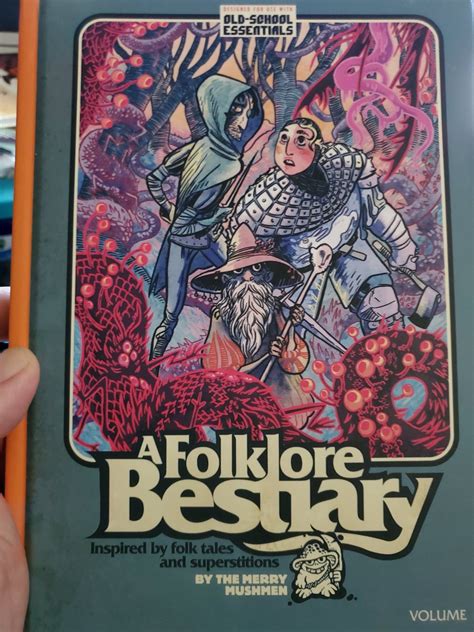 DESIGNED FOR USE WITH
OLD-SCHOOL
ESSENTIALS
A Folklore
Bestiary
Inspired by folk tales
and superstitions
BY THE MERRY
MUSHMEN
VOLUME